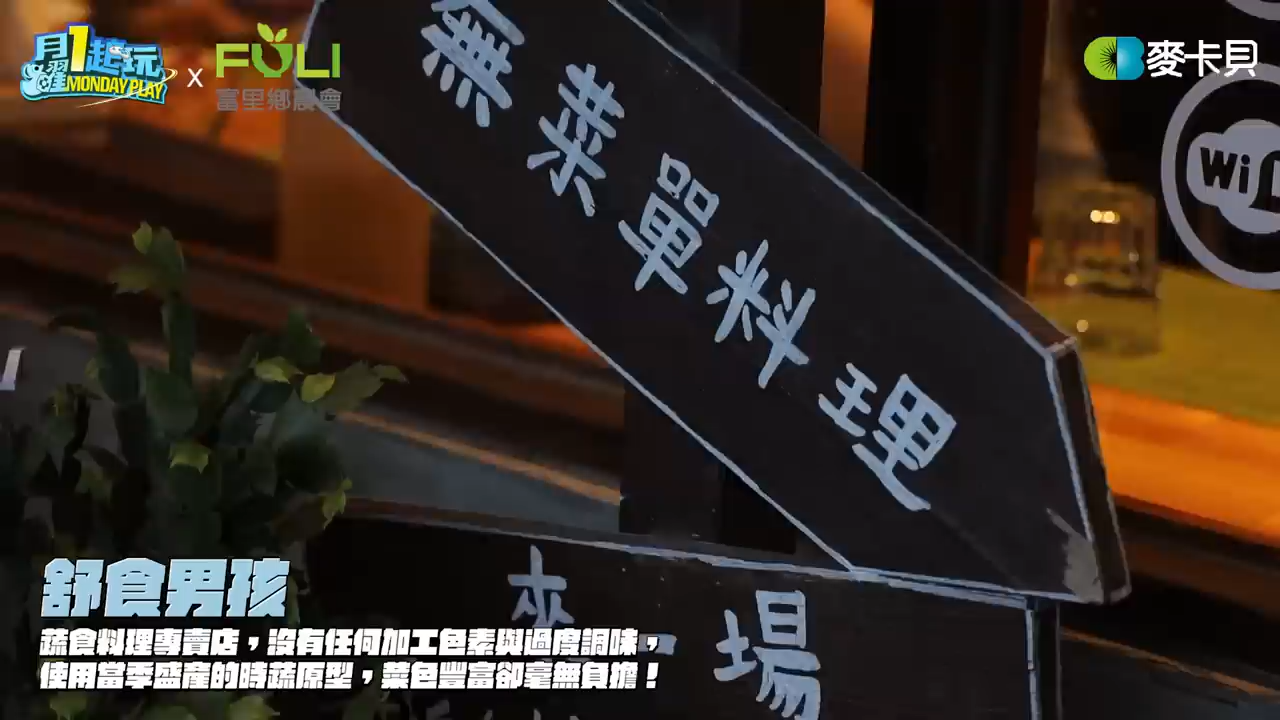 月曜1起玩
MONDAY PLAY
x
FULI
富里鄉農會
麥卡貝
無菜單料理
來一場
舒食男孩
蔬食料理專賣店，沒有任何加工色素與過度調味，
使用當季盛產的時蔬原型，菜色豐富卻毫無負擔！